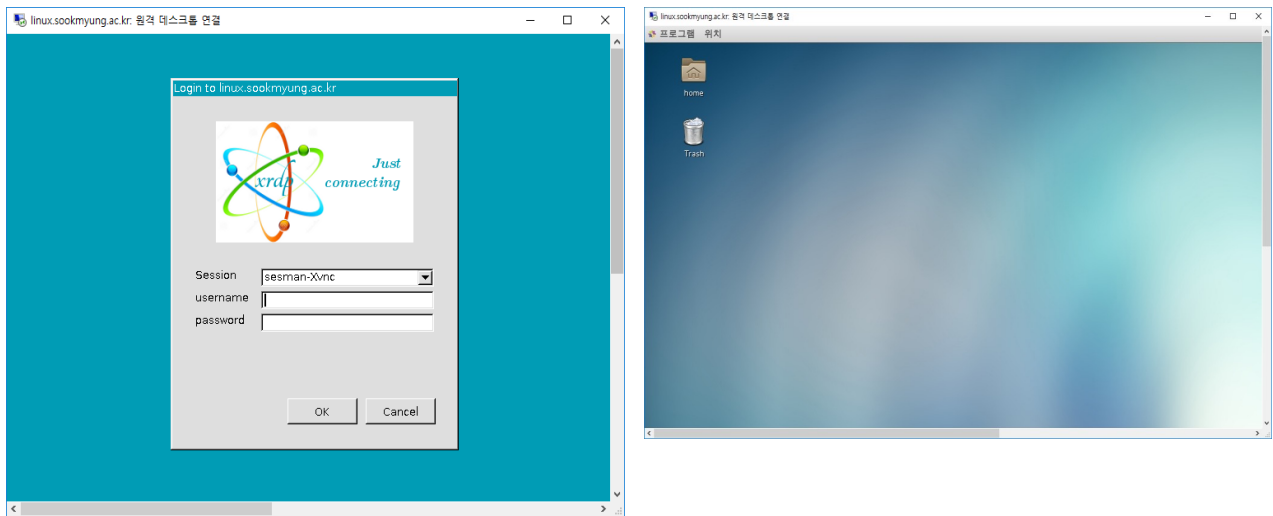 linux.sookmyung.ac.kr: 원격 데스크톱 연결
Login to linux.sookmyung.ac.kr
xrdp
Just
connecting
Session
sesman-Xvnc
username
password
OK
Cancel
linux.sookmyung.ac.kr: 원격 데스크톱 연결
프로그램 위치
home
Trash